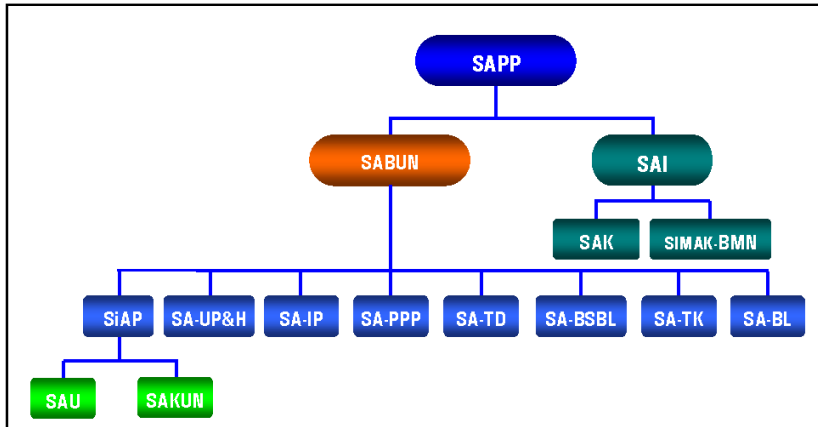 SAPP
SABUN
SAI
SAK
SIMAK-BMN
SiAP
SA-UP&H
SA-IP
SA-PPP
SA-TD
SA-BSBL
SA-TK
SA-BL
SAU
SAKUN